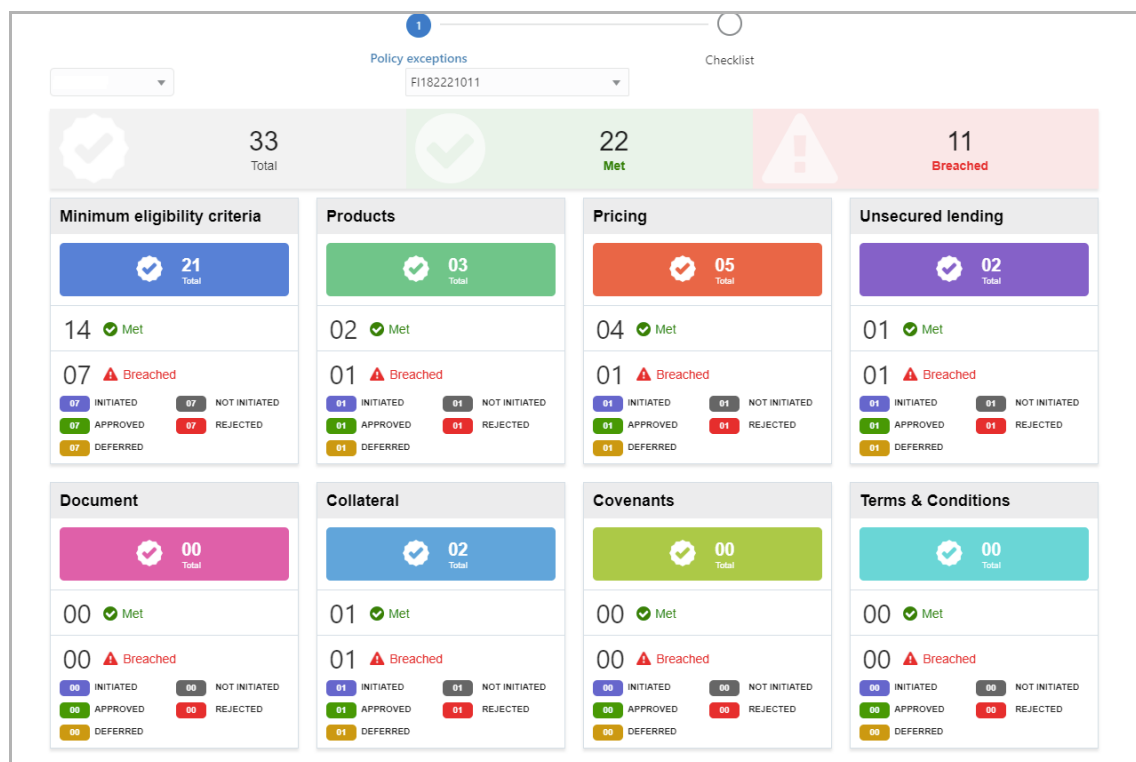 1
Policy exceptions
Checklist
FI182221011
33
Total
22
Met
11
Breached
Minimum eligibility criteria
21
Total
14 Met
07 Breached
07 INITIATED 07 NOT INITIATED
07 APPROVED 07 REJECTED
07 DEFERRED
Products
03
Total
02 Met
01 Breached
01 INITIATED 01 NOT INITIATED
01 APPROVED 01 REJECTED
01 DEFERRED
Pricing
05
Total
04 Met
01 Breached
01 INITIATED 01 NOT INITIATED
01 APPROVED 01 REJECTED
01 DEFERRED
Unsecured lending
02
Total
01 Met
01 Breached
01 INITIATED 01 NOT INITIATED
01 APPROVED 01 REJECTED
01 DEFERRED
Document
00
Total
00 Met
00 Breached
00 INITIATED 00 NOT INITIATED
00 APPROVED 00 REJECTED
00 DEFERRED
Collateral
02
Total
01 Met
01 Breached
01 INITIATED 01 NOT INITIATED
01 APPROVED 01 REJECTED
01 DEFERRED
Covenants
00
Total
00 Met
00 Breached
00 INITIATED 00 NOT INITIATED
00 APPROVED 00 REJECTED
00 DEFERRED
Terms & Conditions
00
Total
00 Met
00 Breached
00 INITIATED 00 NOT INITIATED
00 APPROVED 00 REJECTED
00 DEFERRED